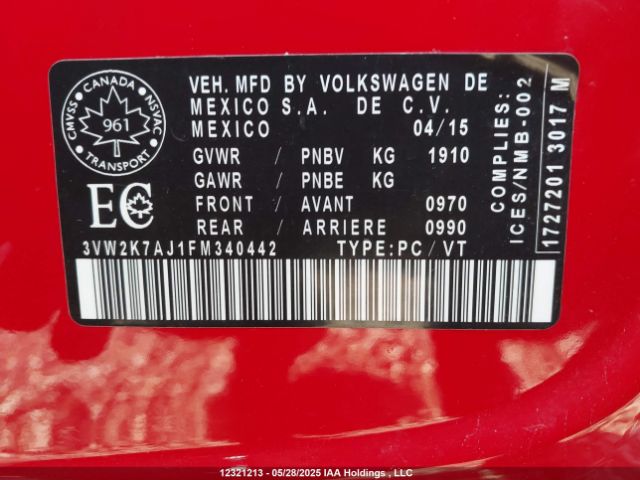 CMVSS CANADA NSVAC
961
TRANSPORT
VEH. MFD BY VOLKSWAGEN DE
MEXICO S.A. DE C.V.
MEXICO 04/15
GVWR / PNBV KG 1910
GAWR / PNBE KG
FRONT / AVANT 0970
REAR / ARRIERE 0990
EC
3VW2K7AJ1FM340442 TYPE:PC/VT
COMPLIES:
ICES/NMB-002
1727201 3017 M
12321213 - 05/28/2025 IAA Holdings , LLC